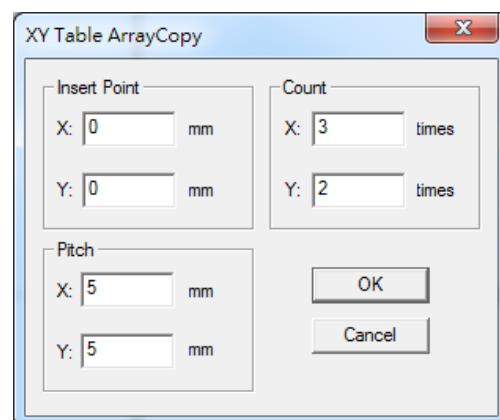 XY Table ArrayCopy
Insert Point
X: 0 mm
Y: 0 mm
Count
X: 3 times
Y: 2 times
Pitch
X: 5 mm
Y: 5 mm
OK
Cancel